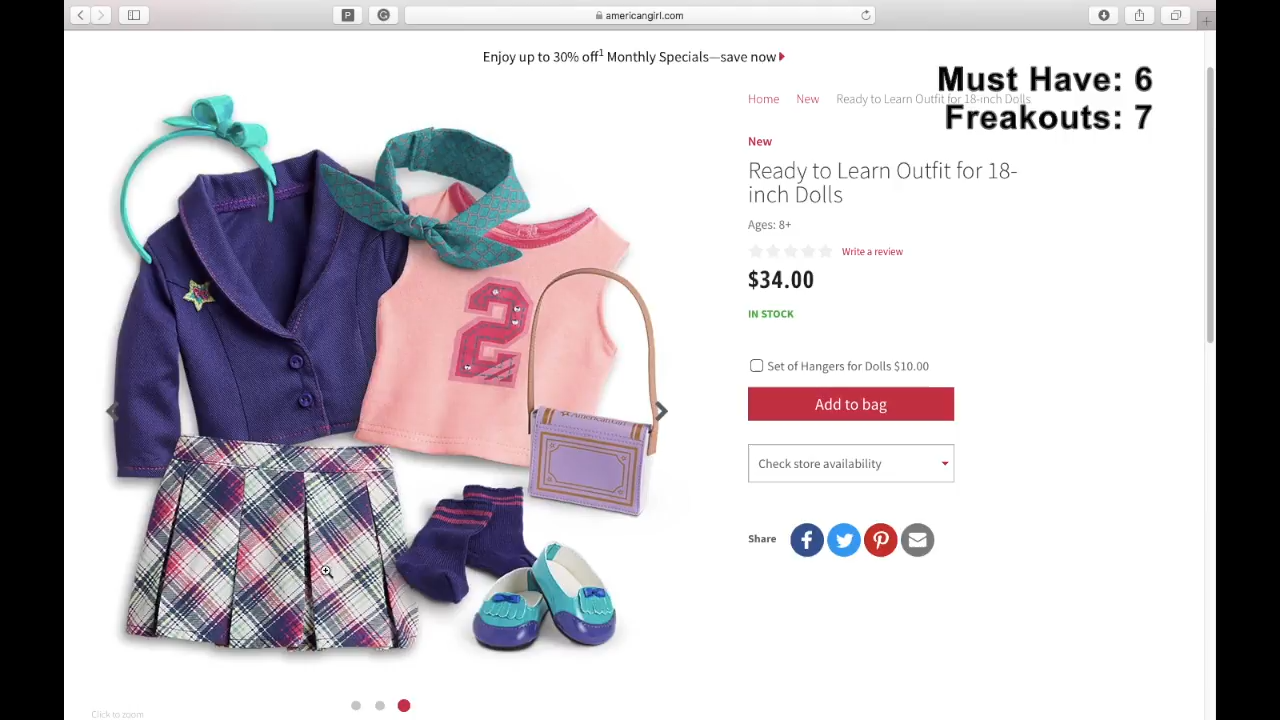 americangirl.com
Enjoy up to 30% off1 Monthly Specials—save now
Must Have: 6
Freakouts: 7
Home New Ready to Learn Outfit for 18-inch Dolls
New
Ready to Learn Outfit for 18-
inch Dolls
Ages: 8+
Write a review
$34.00
IN STOCK
Set of Hangers for Dolls $10.00
Add to bag
Check store availability
Share
2
American Girl
Click to zoom